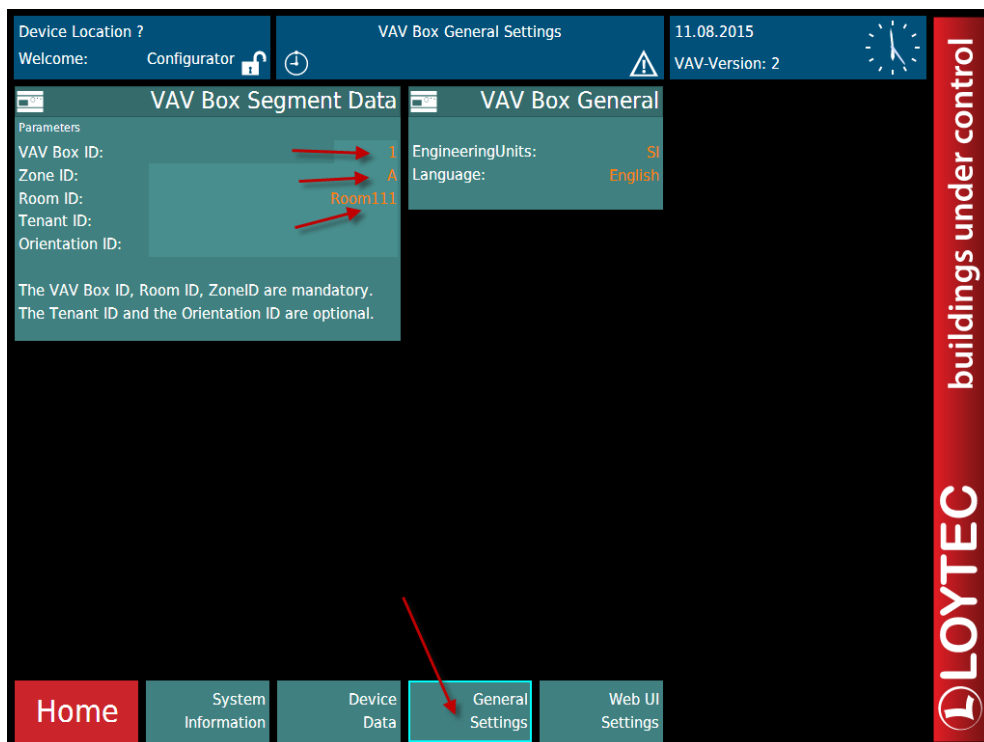 Device Location ?
Welcome: Configurator
VAV Box General Settings
11.08.2015
VAV-Version: 2
VAV Box Segment Data
Parameters
VAV Box ID: 1
Zone ID: A
Room ID: Room111
Tenant ID:
Orientation ID:
The VAV Box ID, Room ID, ZoneID are mandatory.
The Tenant ID and the Orientation ID are optional.
VAV Box General
EngineeringUnits: SI
Language: English
Home
System
Information
Device
Data
General
Settings
Web UI
Settings
LOYTEC buildings under control